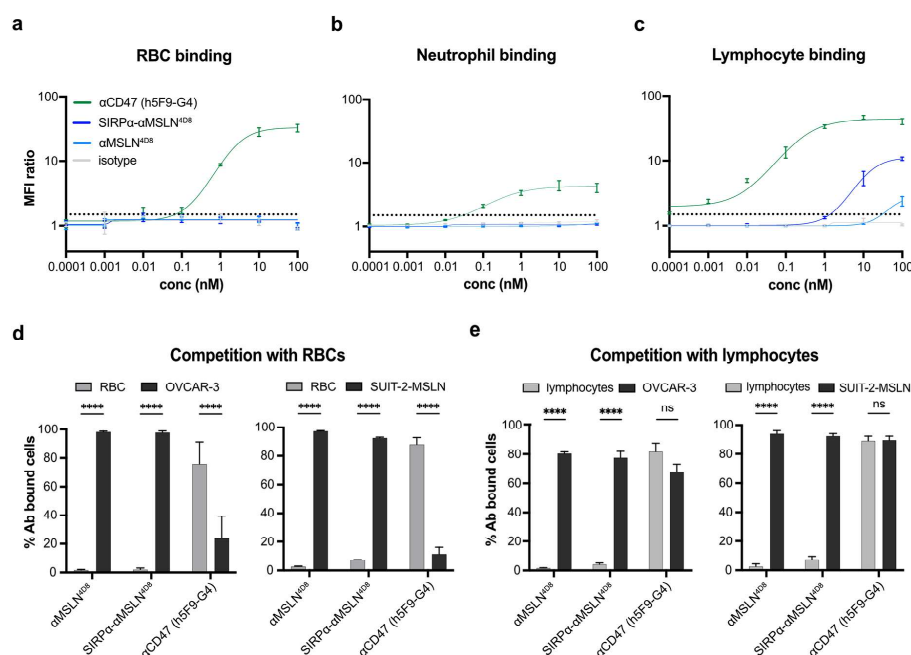 a
b
c
RBC binding
Neutrophil binding
Lymphocyte binding
100
10
1
MFI ratio
αCD47 (h5F9-G4)
SIRPα-αMSLN4D8
αMSLN4D8
isotype
0.0001 0.001 0.01 0.1 1 10 100
conc (nM)
100
10
1
0.0001 0.001 0.01 0.1 1 10 100
conc (nM)
100
10
1
0.0001 0.001 0.01 0.1 1 10 100
conc (nM)
d
Competition with RBCs
RBC OVCAR-3
RBC SUIT-2-MSLN
**** **** ****
**** **** ****
% Ab bound cells
100
80
60
40
20
0
αMSLN4D8
SIRPα-αMSLN4D8
αCD47 (h5F9-G4)
100
80
60
40
20
0
αMSLN4D8
SIRPα-αMSLN4D8
αCD47 (h5F9-G4)
e
Competition with lymphocytes
lymphocytes OVCAR-3
lymphocytes SUIT-2-MSLN
**** **** ns
**** **** ns
% Ab bound cells
100
80
60
40
20
0
αMSLN4D8
SIRPα-αMSLN4D8
αCD47 (h5F9-G4)
100
80
60
40
20
0
αMSLN4D8
SIRPα-αMSLN4D8
αCD47 (h5F9-G4)